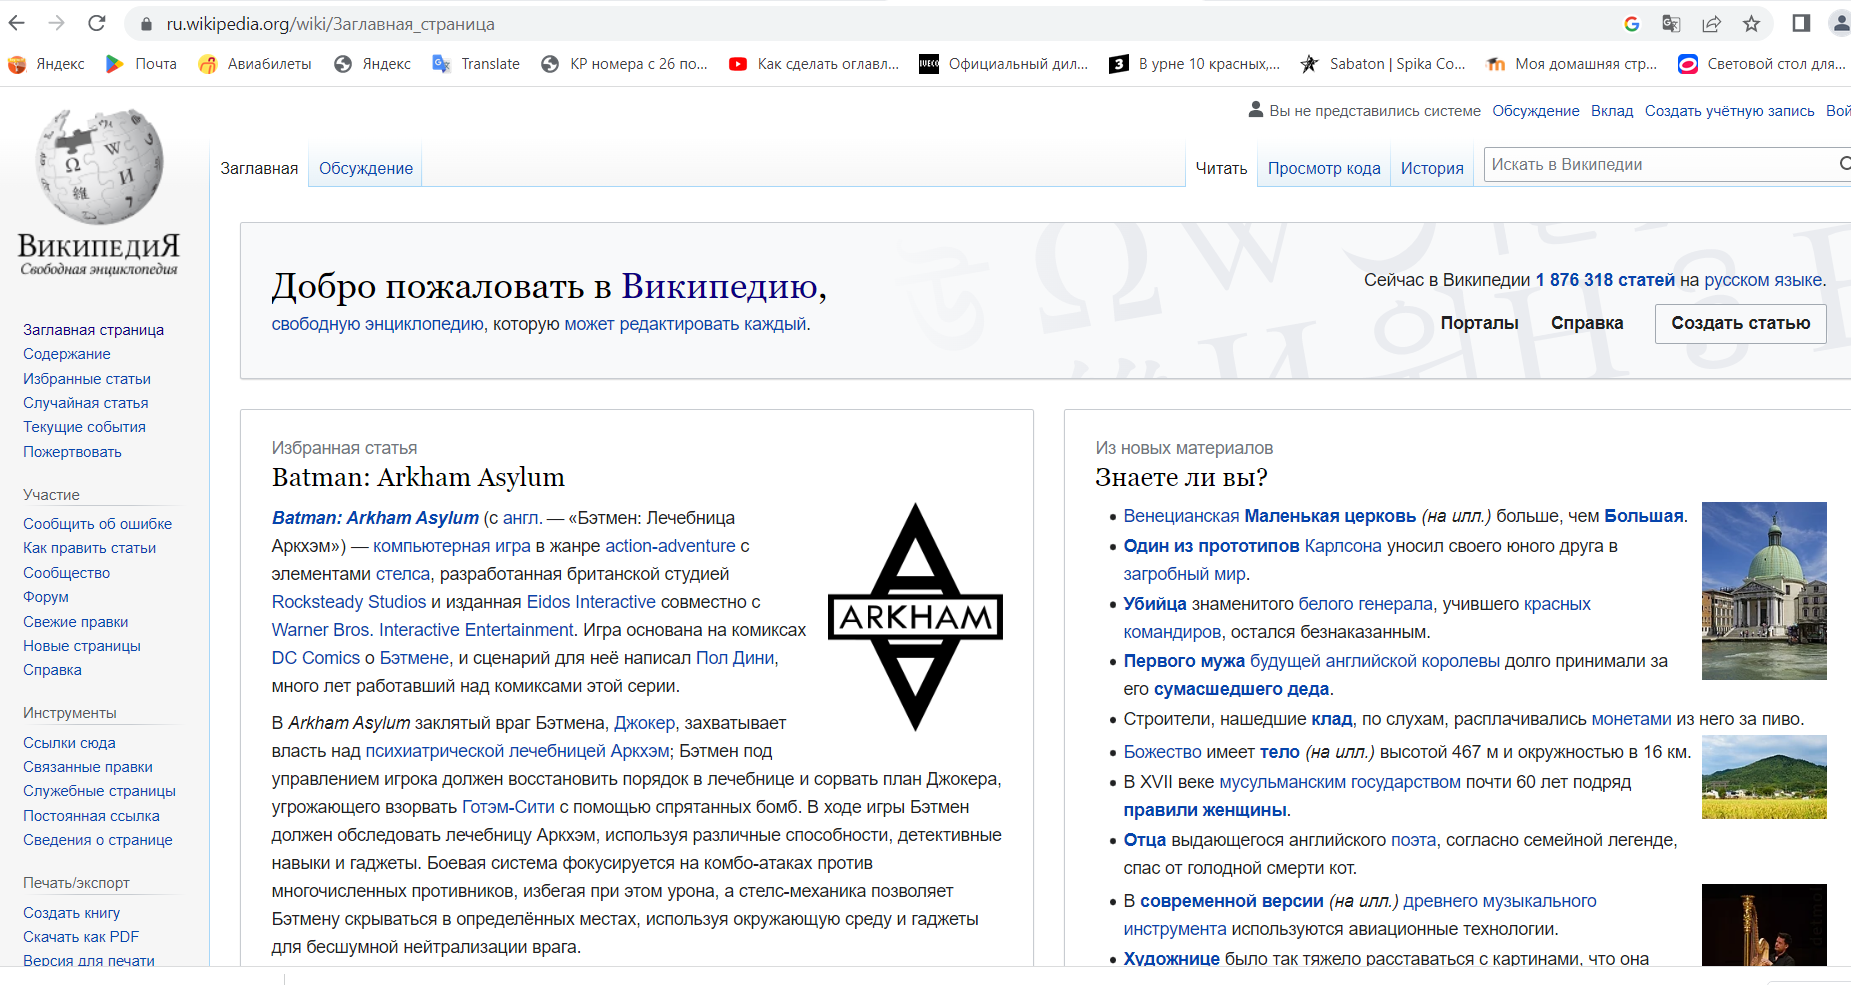 ru.wikipedia.org/wiki/Заглавная_страница
Яндекс
Почта
Авиабилеты
Яндекс
Translate
КР номера с 26 по...
Как сделать оглавл...
IVECO
Официальный дил...
3
В урне 10 красных,...
Sabaton | Spika Co...
Моя домашняя стр...
Световой стол для...
Вы не представились системе
Обсуждение
Вклад
Создать учётную запись
Вой
ВикипедиЯ
Свободная энциклопедия
Заглавная
Обсуждение
Читать
Просмотр кода
История
Искать в Википедии
Добро пожаловать в Википедию,
свободную энциклопедию, которую может редактировать каждый.
Сейчас в Википедии 1 876 318 статей на русском языке.
Порталы
Справка
Создать статью
Заглавная страница
Содержание
Избранные статьи
Случайная статья
Текущие события
Пожертвовать
Участие
Сообщить об ошибке
Как править статьи
Сообщество
Форум
Свежие правки
Новые страницы
Справка
Инструменты
Ссылки сюда
Связанные правки
Служебные страницы
Постоянная ссылка
Сведения о странице
Печать/экспорт
Создать книгу
Скачать как PDF
Версия для печати
Избранная статья
Batman: Arkham Asylum
Batman: Arkham Asylum (с англ. — «Бэтмен: Лечебница
Аркхэм») — компьютерная игра в жанре action-adventure с
элементами стелса, разработанная британской студией
Rocksteady Studios и изданная Eidos Interactive совместно с
Warner Bros. Interactive Entertainment. Игра основана на комиксах
DC Comics о Бэтмене, и сценарий для неё написал Пол Дини,
много лет работавший над комиксами этой серии.
ARKHAM
В Arkham Asylum заклятый враг Бэтмена, Джокер, захватывает
власть над психиатрической лечебницей Аркхэм; Бэтмен под
управлением игрока должен восстановить порядок в лечебнице и сорвать план Джокера,
угрожающего взорвать Готэм-Сити с помощью спрятанных бомб. В ходе игры Бэтмен
должен обследовать лечебницу Аркхэм, используя различные способности, детективные
навыки и гаджеты. Боевая система фокусируется на комбо-атаках против
многочисленных противников, избегая при этом урона, а стелс-механика позволяет
Бэтмену скрываться в определённых местах, используя окружающую среду и гаджеты
для бесшумной нейтрализации врага.
Из новых материалов
Знаете ли вы?
Венецианская Маленькая церковь (на илл.) больше, чем Большая.
Один из прототипов Карлсона уносил своего юного друга в
загробный мир.
Убийца знаменитого белого генерала, учившего красных
командиров, остался безнаказанным.
Первого мужа будущей английской королевы долго принимали за
его сумасшедшего деда.
Строители, нашедшие клад, по слухам, расплачивались монетами из него за пиво.
Божество имеет тело (на илл.) высотой 467 м и окружностью в 16 км.
В XVII веке мусульманским государством почти 60 лет подряд
правили женщины.
Отца выдающегося английского поэта, согласно семейной легенде,
спас от голодной смерти кот.
В современной версии (на илл.) древнего музыкального
инструмента используются авиационные технологии.
Художнице было так тяжело расставаться с картинами, что она